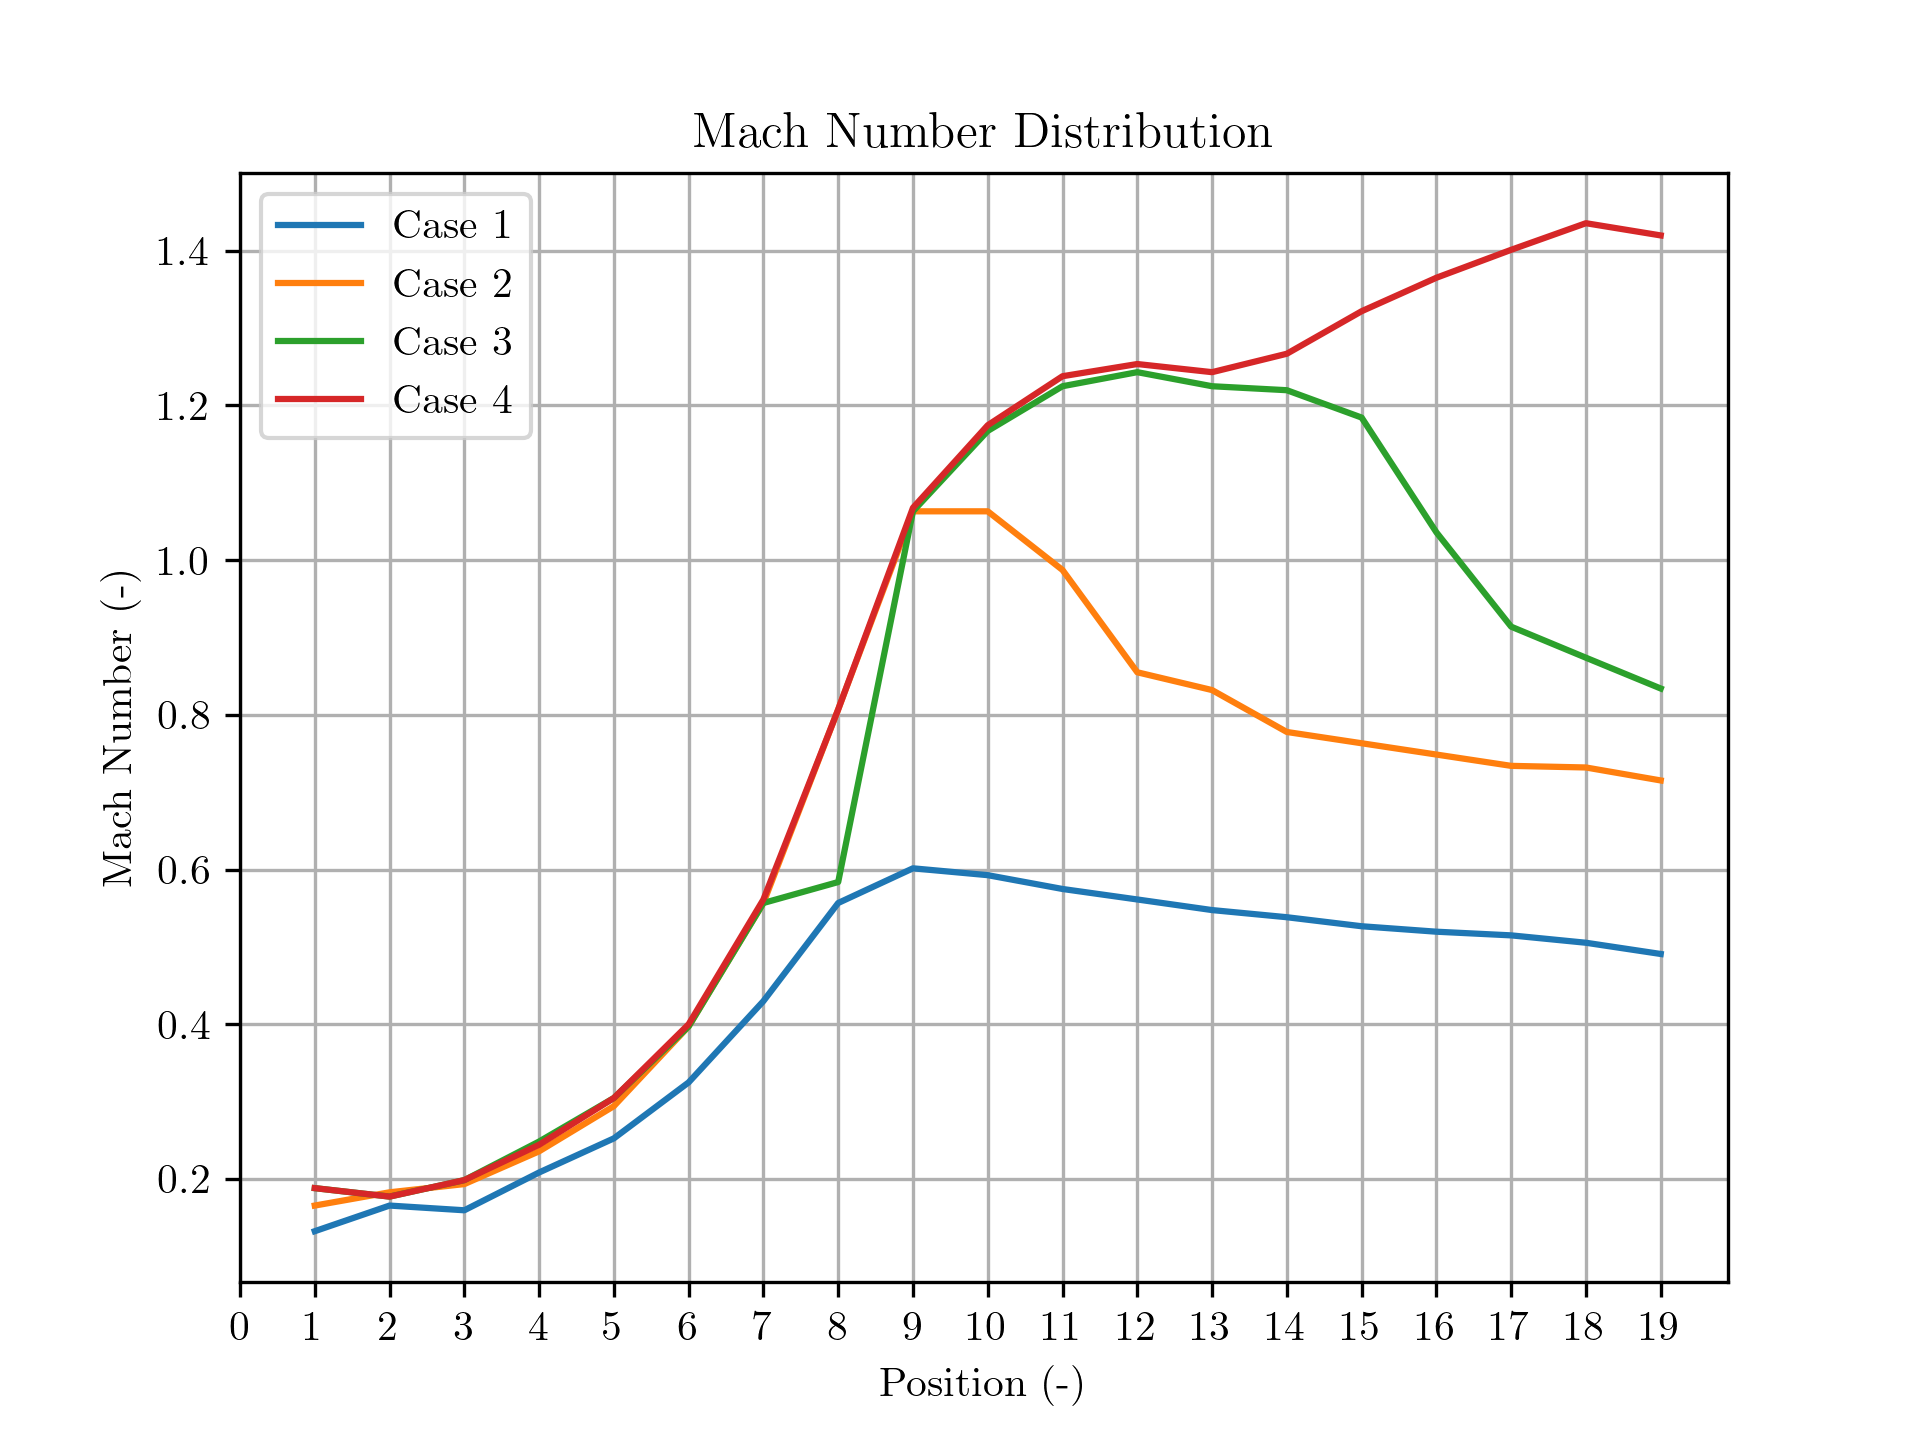 Mach Number Distribution
Case 1
Case 2
Case 3
Case 4
1.4
1.2
1.0
0.8
0.6
0.4
0.2
Mach Number (-)
0 1 2 3 4 5 6 7 8 9 10 11 12 13 14 15 16 17 18 19
Position (-)